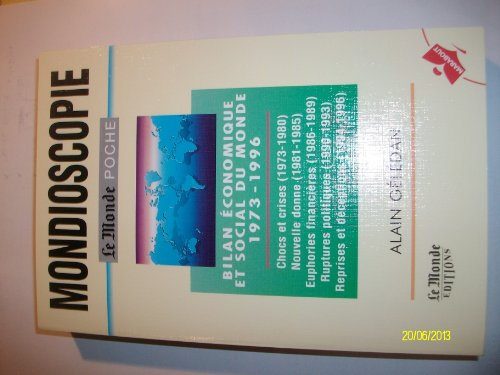 MONDIOSCOPIE
Le Monde POCHE
MARABOUT
BILAN ÉCONOMIQUE
ET SOCIAL DU MONDE
1973-1996
Chocs et crises (1973-1980)
Nouvelle donne (1981-1985)
Euphories financières (1986-1989)
Ruptures politiques (1990-1993)
Reprises et déceptions (1994-1996)
ALAIN GÉLÉDAN
Le Monde
EDITIONS
20/06/2013